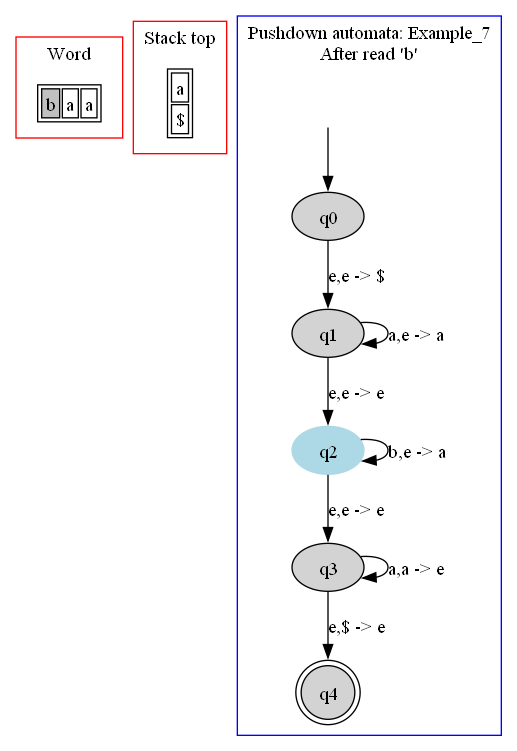 Word
b a a
Stack top
a
$
Pushdown automata: Example_7
After read 'b'
q0
e,e -> $
q1
a,e -> a
e,e -> e
q2
b,e -> a
e,e -> e
q3
a,a -> e
e,$ -> e
q4